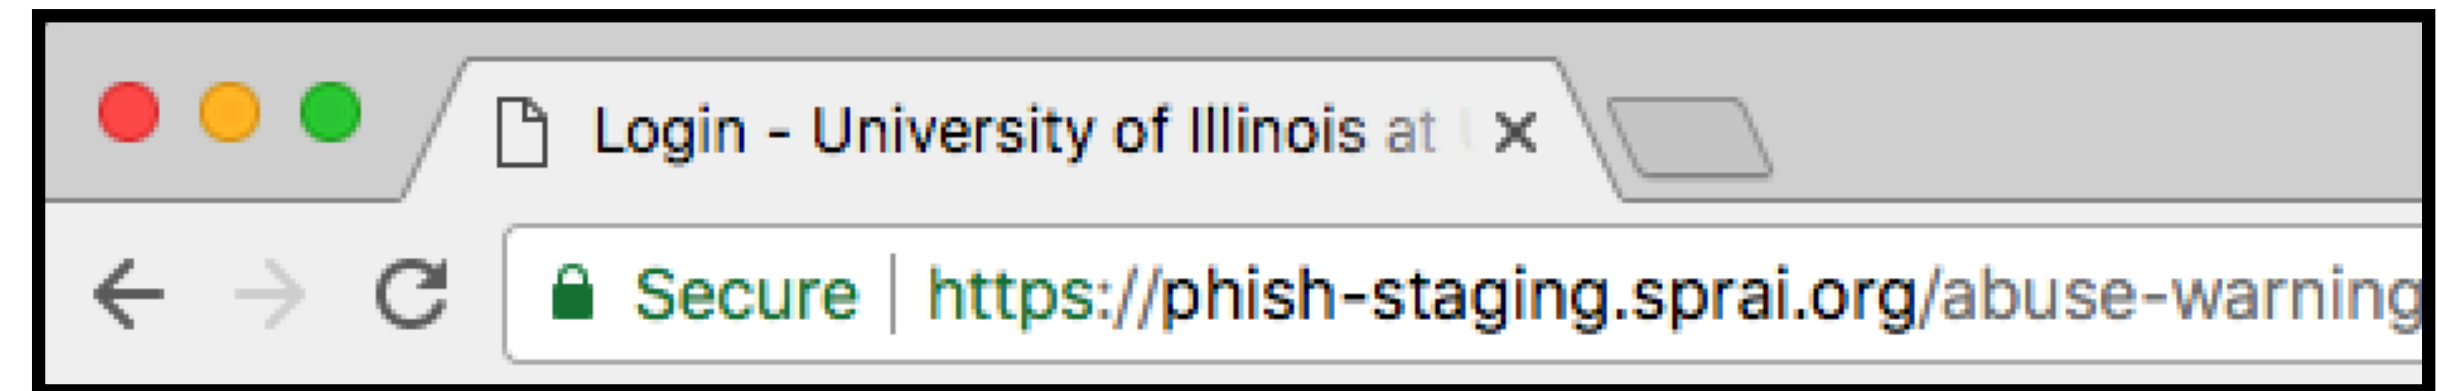 Login - University of Illinois at
Secure | https://phish-staging.sprai.org/abuse-warning